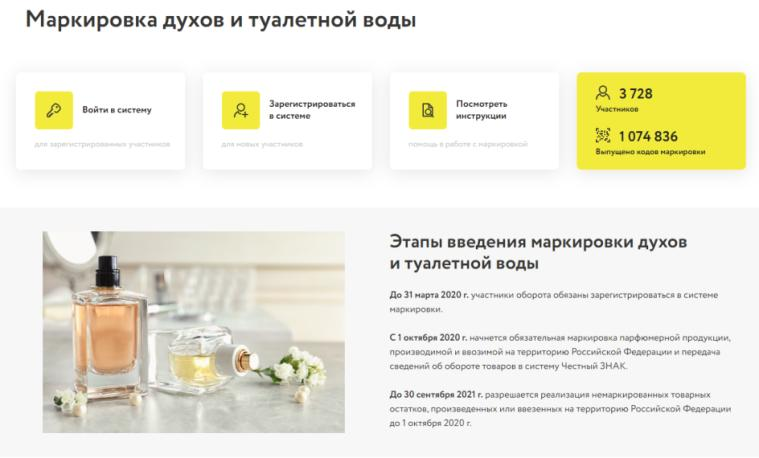 Маркировка духов и туалетной воды
Войти в систему
для зарегистрированных участников
Зарегистрироваться
в системе
для новых участников
Посмотреть
инструкции
помощь в работе с маркировкой
3 728
Участников
1 074 836
Выпущено кодов маркировки
Этапы введения маркировки духов
и туалетной воды
До 31 марта 2020 г. участники оборота обязаны зарегистрироваться в системе
маркировки.
С 1 октября 2020 г. начнется обязательная маркировка парфюмерной продукции,
производимой и ввозимой на территорию Российской Федерации и передача
сведений об обороте товаров в систему Честный ЗНАК.
До 30 сентября 2021 г. разрешается реализация немаркированных товарных
остатков, произведенных или ввезенных на территорию Российской Федерации
до 1 октября 2020 г.